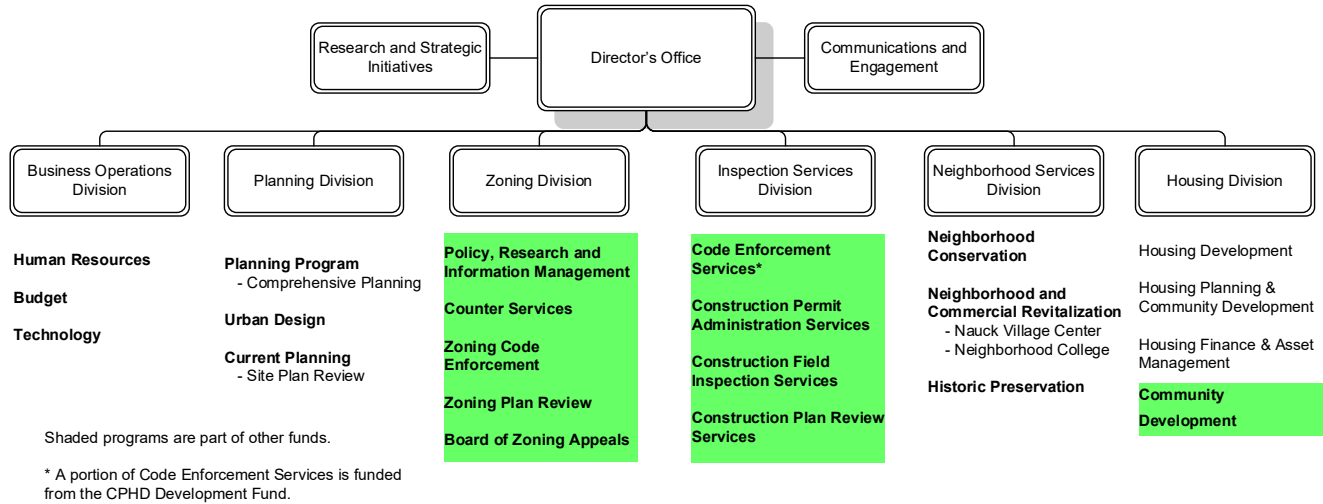 Research and Strategic
Initiatives
Director's Office
Communications and
Engagement
Business Operations
Division
Planning Division
Zoning Division
Inspection Services
Division
Neighborhood Services
Division
Housing Division
Human Resources
Budget
Technology
Planning Program
- Comprehensive Planning
Urban Design
Current Planning
- Site Plan Review
Policy, Research and
Information Management
Counter Services
Zoning Code
Enforcement
Zoning Plan Review
Board of Zoning Appeals
Code Enforcement
Services*
Construction Permit
Administration Services
Construction Field
Inspection Services
Construction Plan Review
Services
Neighborhood
Conservation
Neighborhood and
Commercial Revitalization
- Nauck Village Center
- Neighborhood College
Historic Preservation
Housing Development
Housing Planning &
Community Development
Housing Finance & Asset
Management
Community
Development
Shaded programs are part of other funds.
* A portion of Code Enforcement Services is funded
from the CPHD Development Fund.